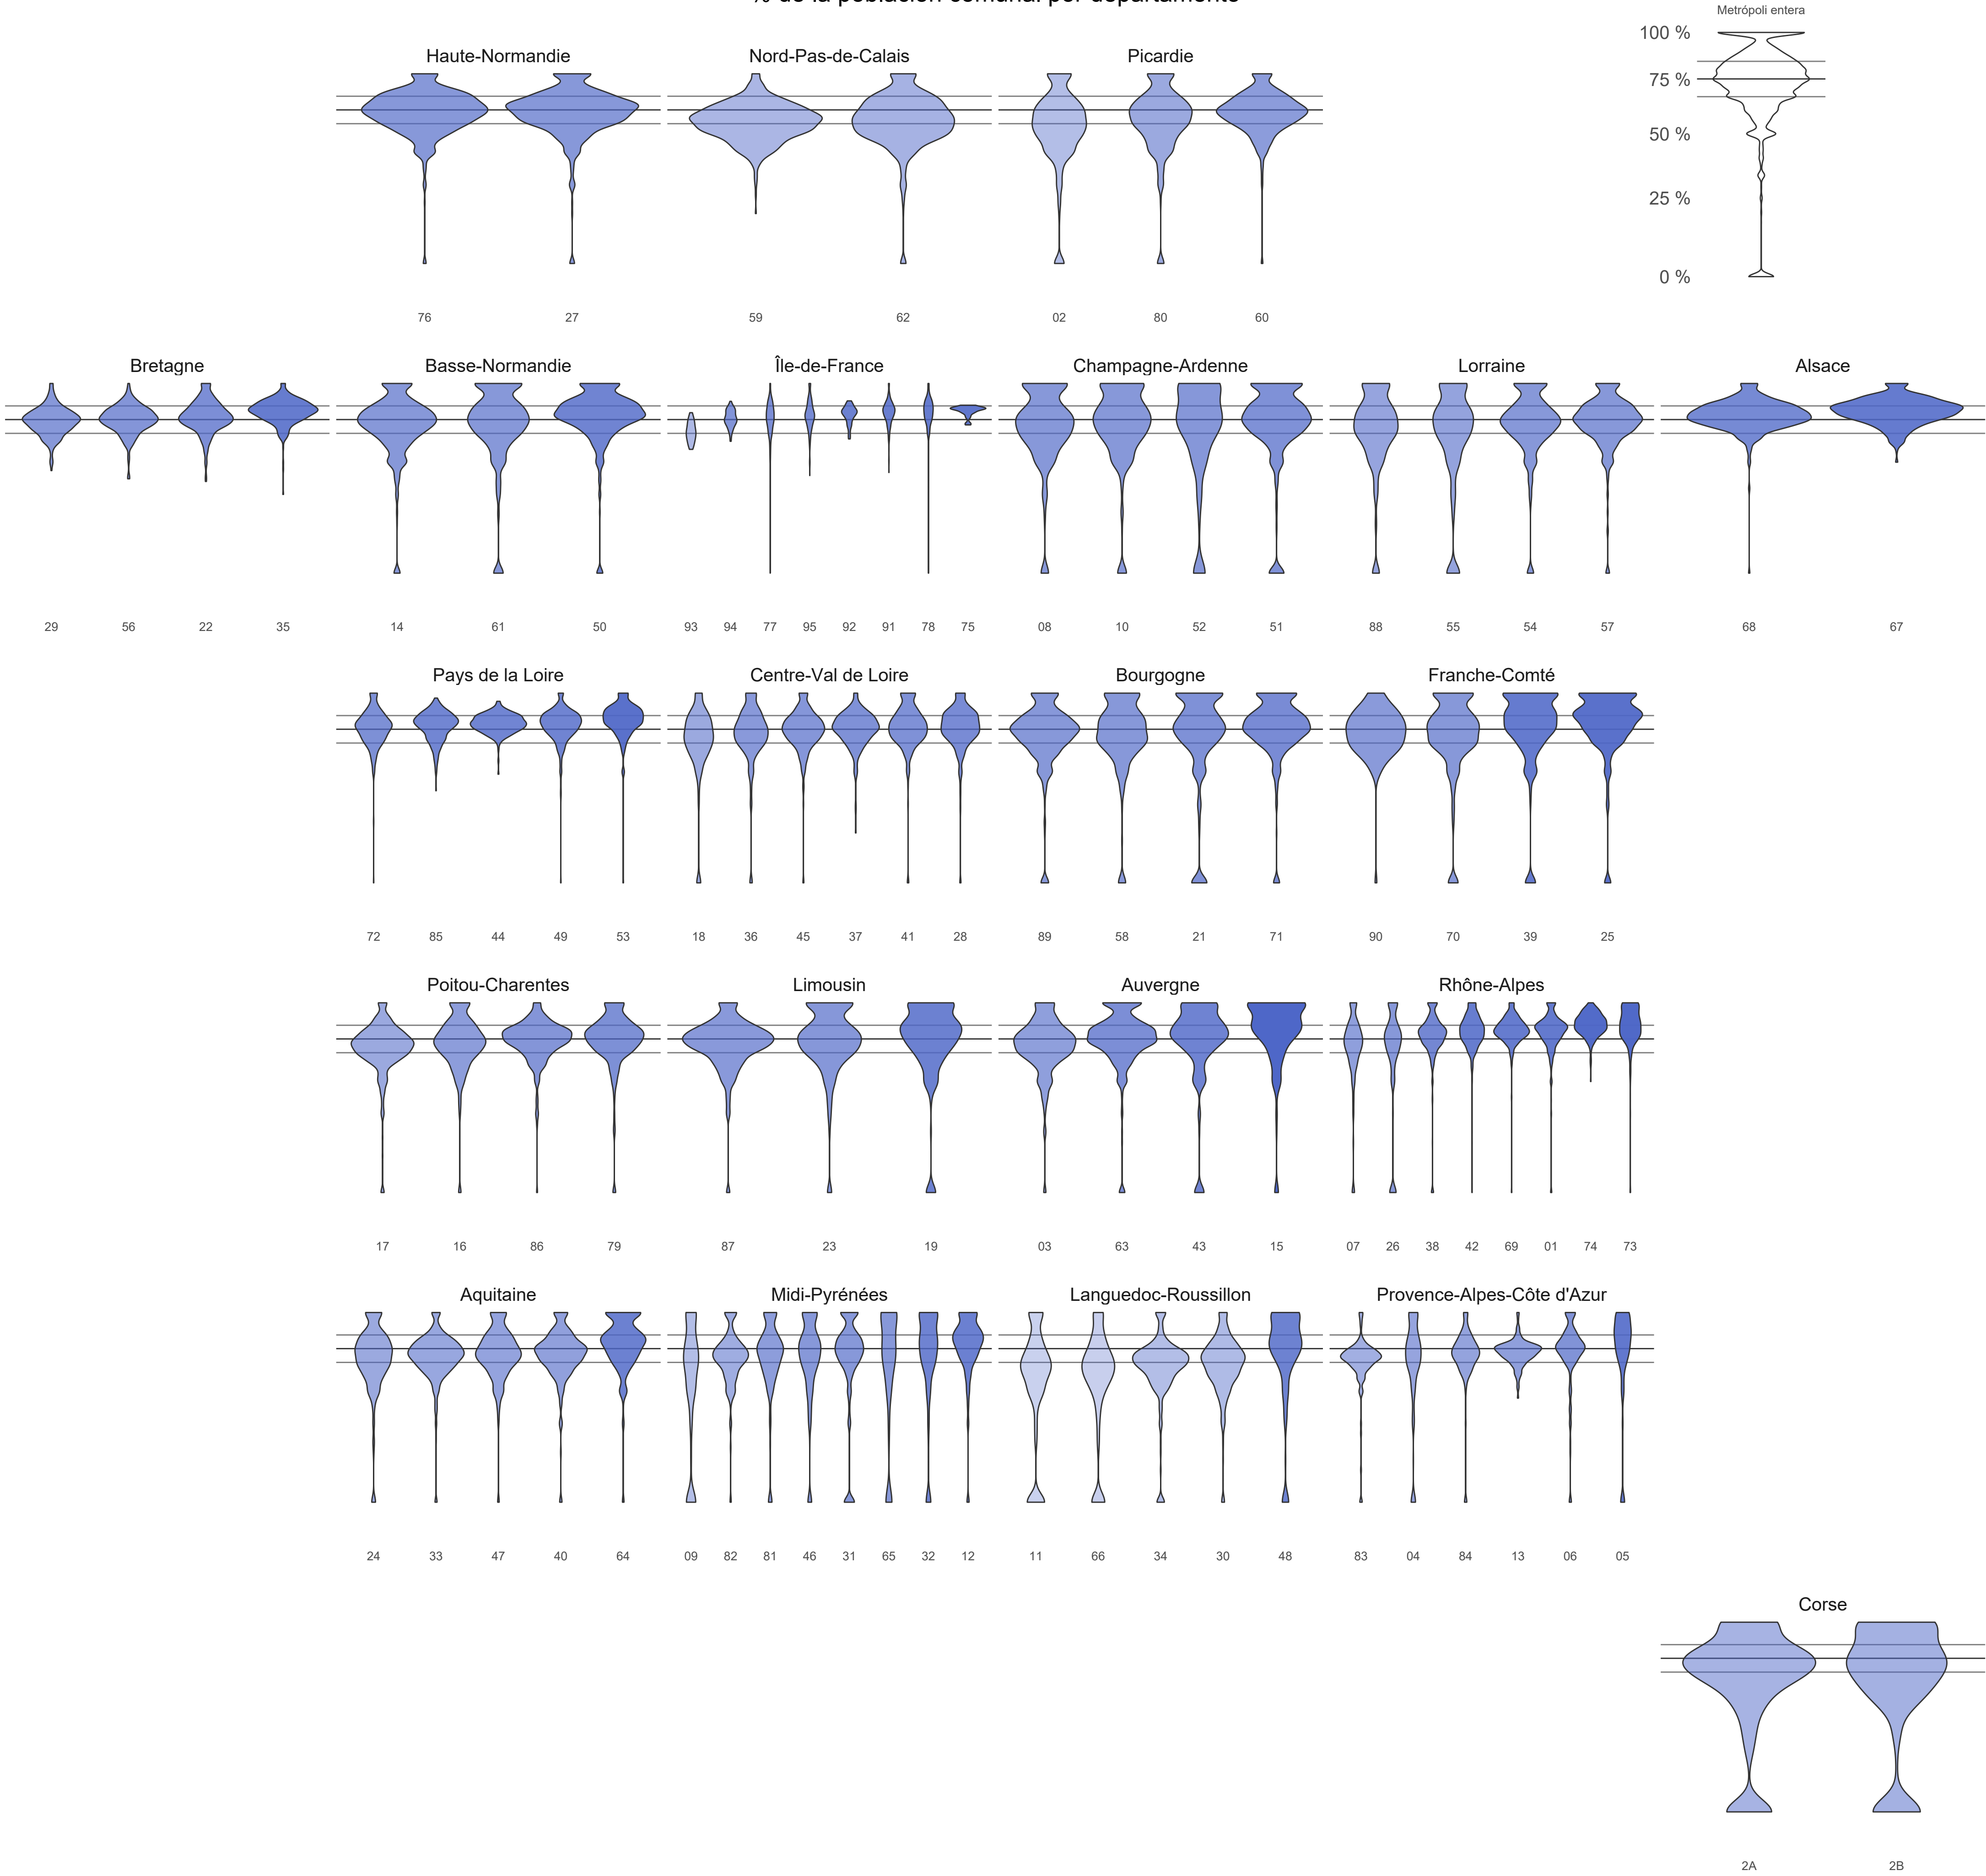 % de la población comunal por departamento
Metrópoli entera
100 %
75 %
50 %
25 %
0 %
Haute-Normandie
Nord-Pas-de-Calais
Picardie
76 27
59 62
02 80 60
Bretagne
Basse-Normandie
Île-de-France
Champagne-Ardenne
Lorraine
Alsace
29 56 22 35
14 61 50
93 94 77 95 92 91 78 75
08 10 52 51
88 55 54 57
68 67
Pays de la Loire
Centre-Val de Loire
Bourgogne
Franche-Comté
72 85 44 49 53
18 36 45 37 41 28
89 58 21 71
90 70 39 25
Poitou-Charentes
Limousin
Auvergne
Rhône-Alpes
17 16 86 79
87 23 19
03 63 43 15
07 26 38 42 69 01 74 73
Aquitaine
Midi-Pyrénées
Languedoc-Roussillon
Provence-Alpes-Côte d'Azur
24 33 47 40 64
09 82 81 46 31 65 32 12
11 66 34 30 48
83 04 84 13 06 05
Corse
2A 2B